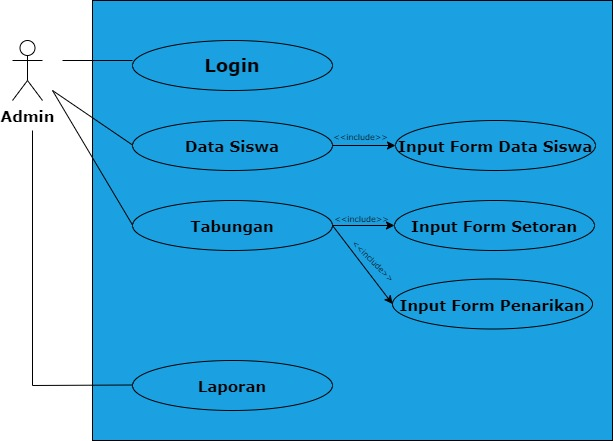 Login
Admin
Data Siswa
<<include>>
Input Form Data Siswa
Tabungan
<<include>>
Input Form Setoran
<<include>>
Input Form Penarikan
Laporan